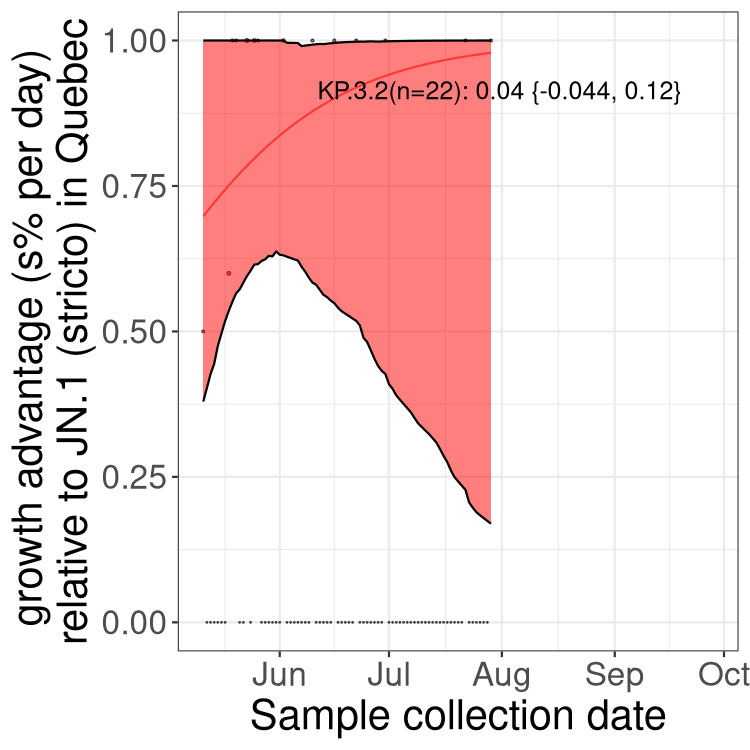 growth advantage (s% per day)
relative to JN.1 (stricto) in Quebec
1.00
0.75
0.50
0.25
0.00
KP.3.2(n=22): 0.04 {-0.044, 0.12}
Jun Jul Aug Sep Oct
Sample collection date